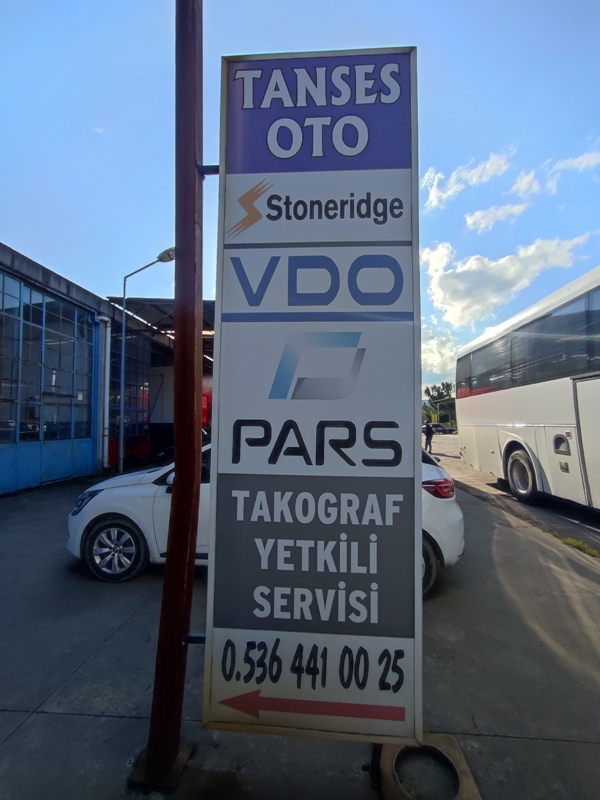 TANSES
OTO
Stoneridge
VDO
PARS
TAKOGRAF
YETKİLİ
SERVİSİ
0.536 441 00 25